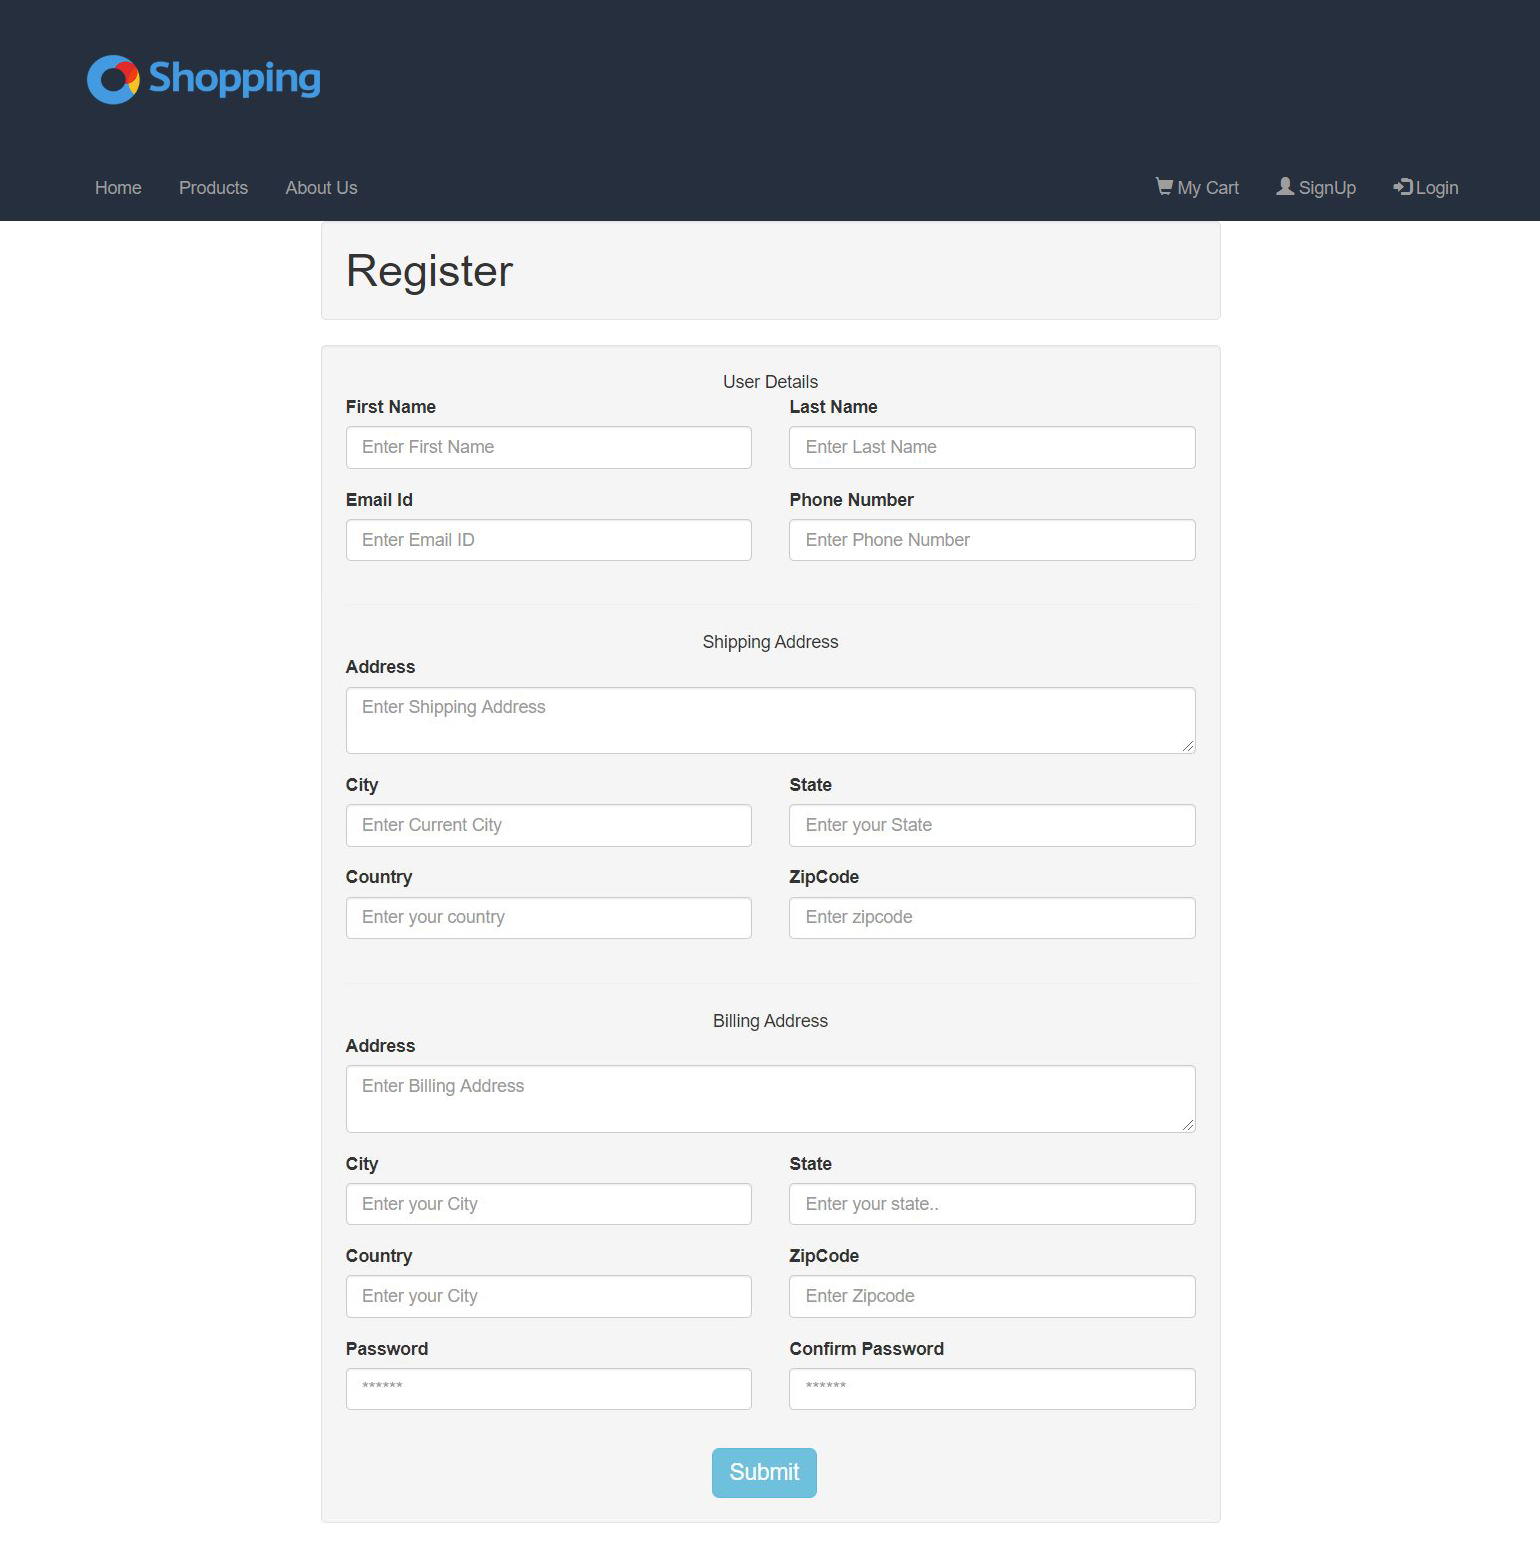 Shopping
Home Products About Us My Cart SignUp Login
Register
User Details
First Name Last Name
Enter First Name Enter Last Name
Email Id Phone Number
Enter Email ID Enter Phone Number
Shipping Address
Address
Enter Shipping Address
City State
Enter Current City Enter your State
Country ZipCode
Enter your country Enter zipcode
Billing Address
Address
Enter Billing Address
City State
Enter your City Enter your state..
Country ZipCode
Enter your City Enter Zipcode
Password Confirm Password
****** ******
Submit